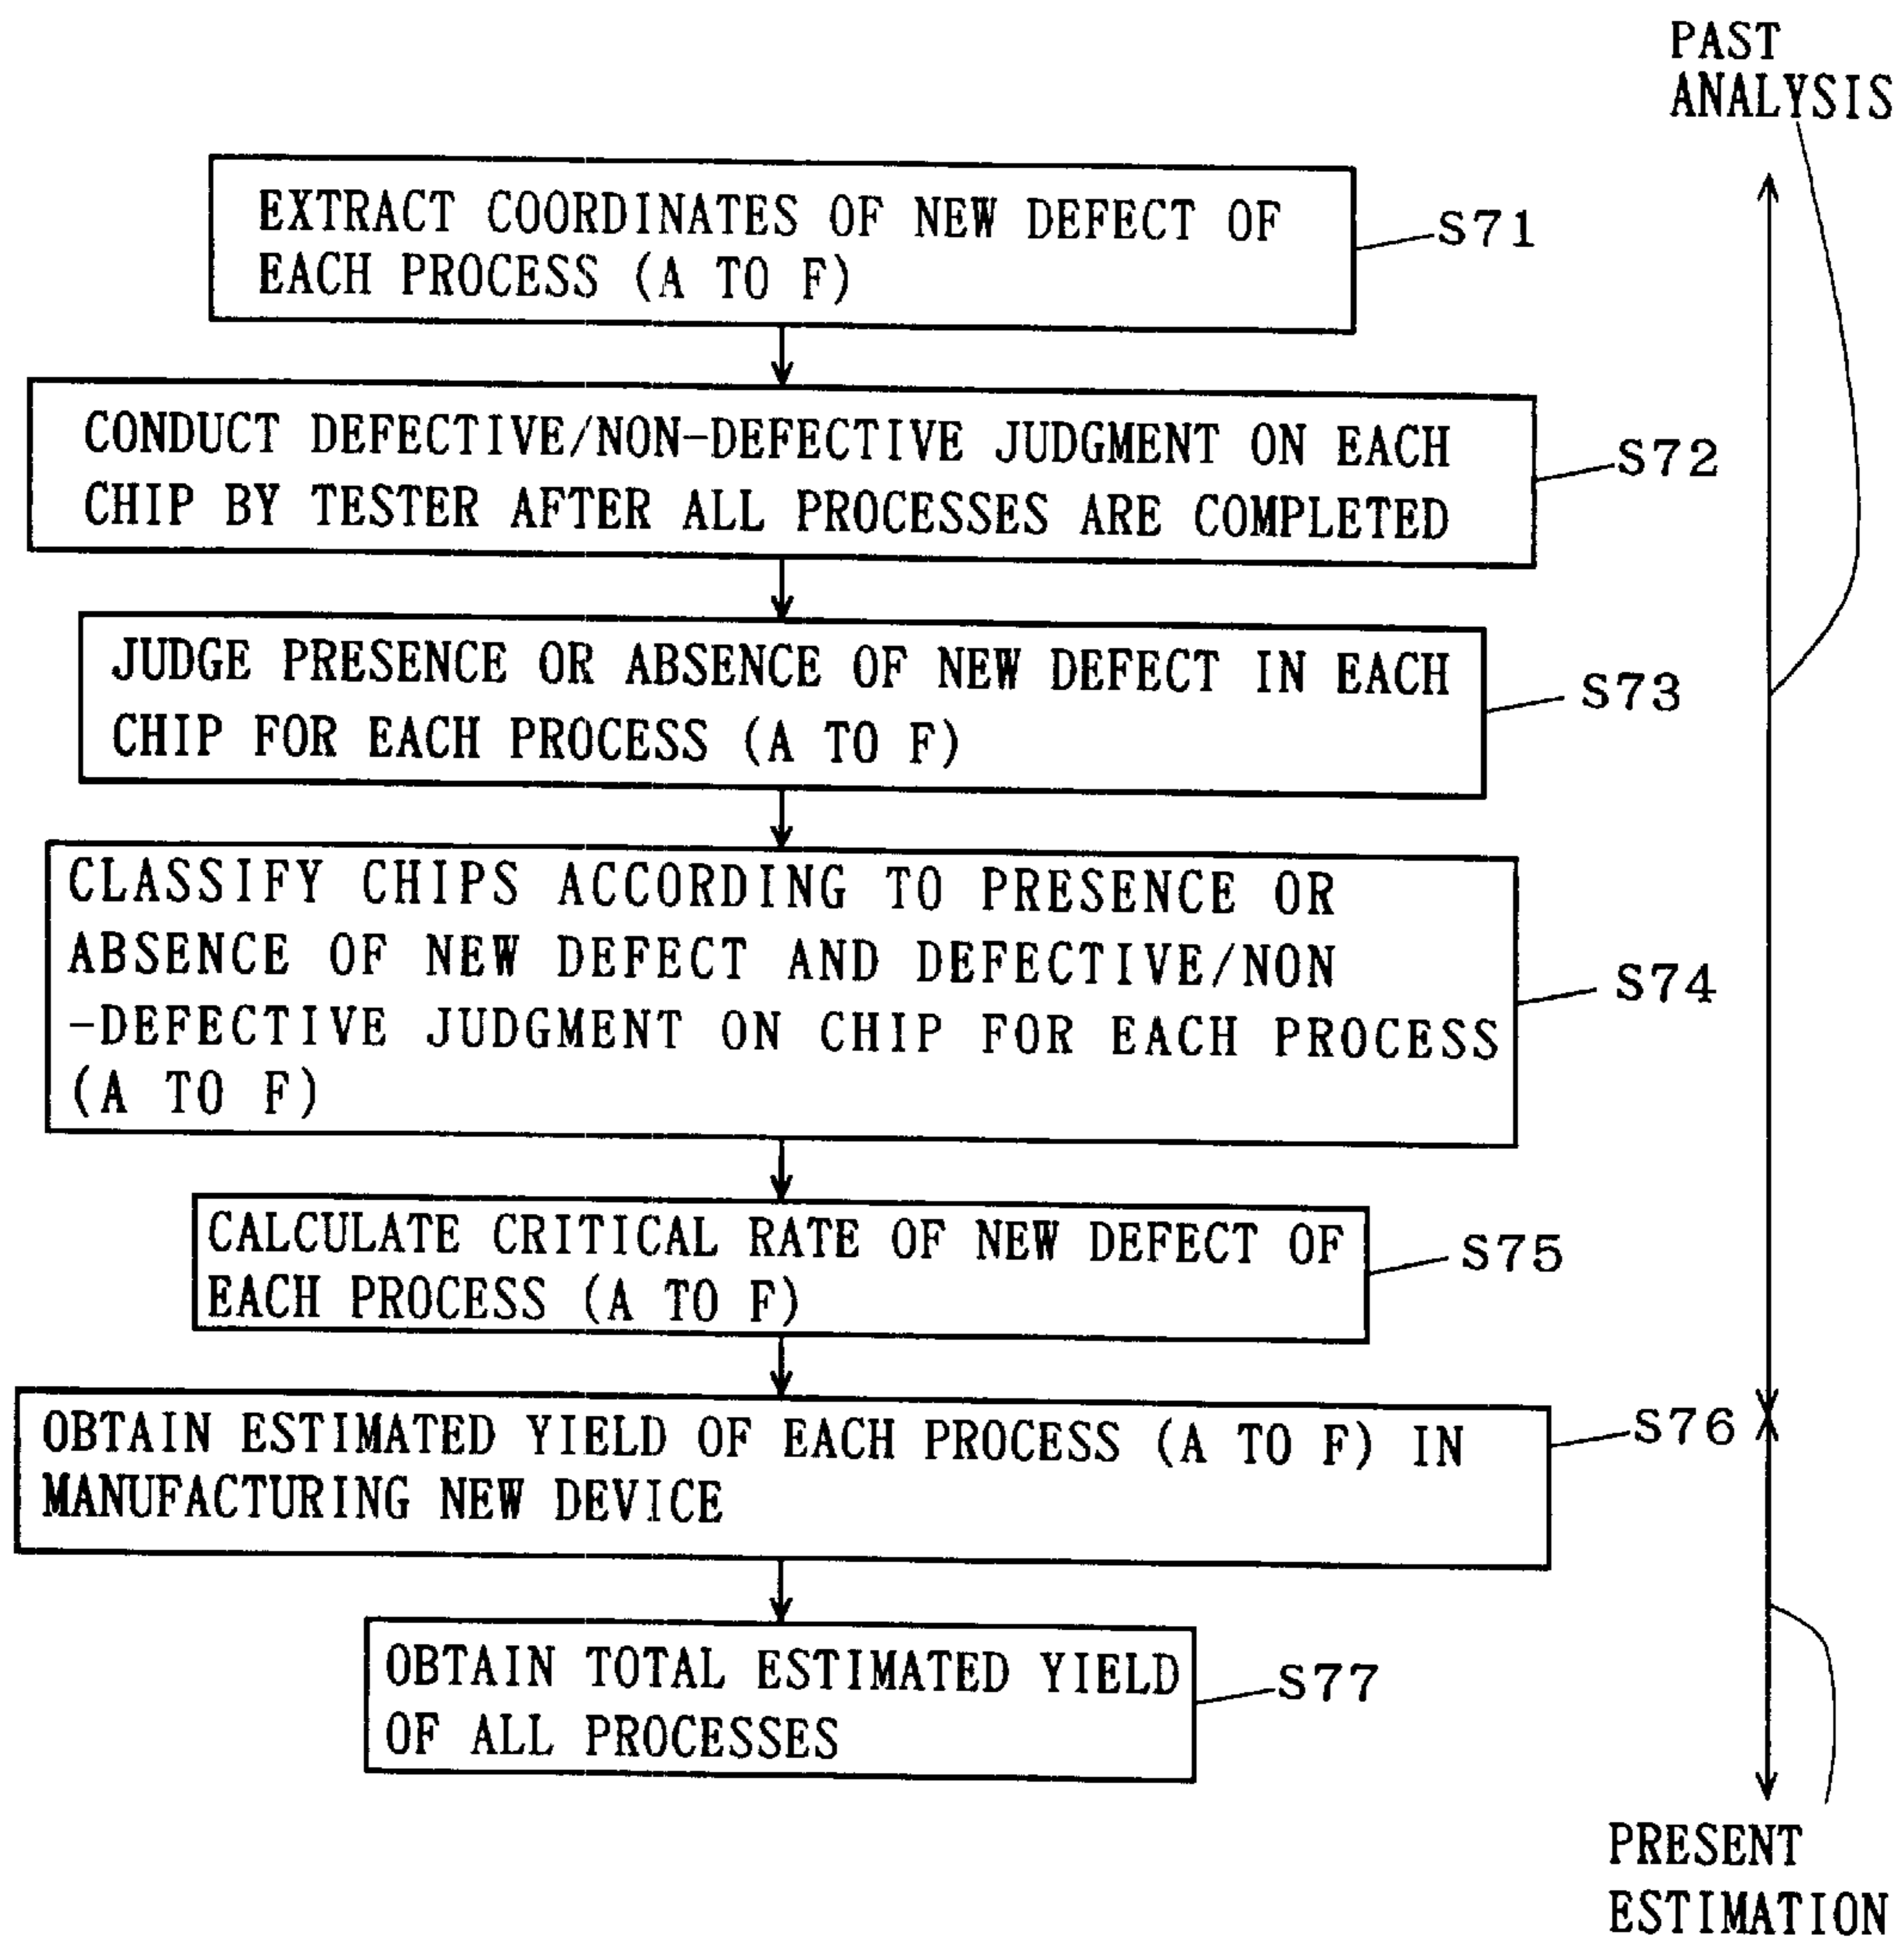 PAST
ANALYSIS
EXTRACT COORDINATES OF NEW DEFECT OF
EACH PROCESS (A TO F)
S71
CONDUCT DEFECTIVE/NON-DEFECTIVE JUDGMENT ON EACH
CHIP BY TESTER AFTER ALL PROCESSES ARE COMPLETED
S72
JUDGE PRESENCE OR ABSENCE OF NEW DEFECT IN EACH
CHIP FOR EACH PROCESS (A TO F)
S73
CLASSIFY CHIPS ACCORDING TO PRESENCE OR
ABSENCE OF NEW DEFECT AND DEFECTIVE/NON
-DEFECTIVE JUDGMENT ON CHIP FOR EACH PROCESS
(A TO F)
S74
CALCULATE CRITICAL RATE OF NEW DEFECT OF
EACH PROCESS (A TO F)
S75
OBTAIN ESTIMATED YIELD OF EACH PROCESS (A TO F) IN
MANUFACTURING NEW DEVICE
S76
OBTAIN TOTAL ESTIMATED YIELD
OF ALL PROCESSES
S77
PRESENT
ESTIMATION